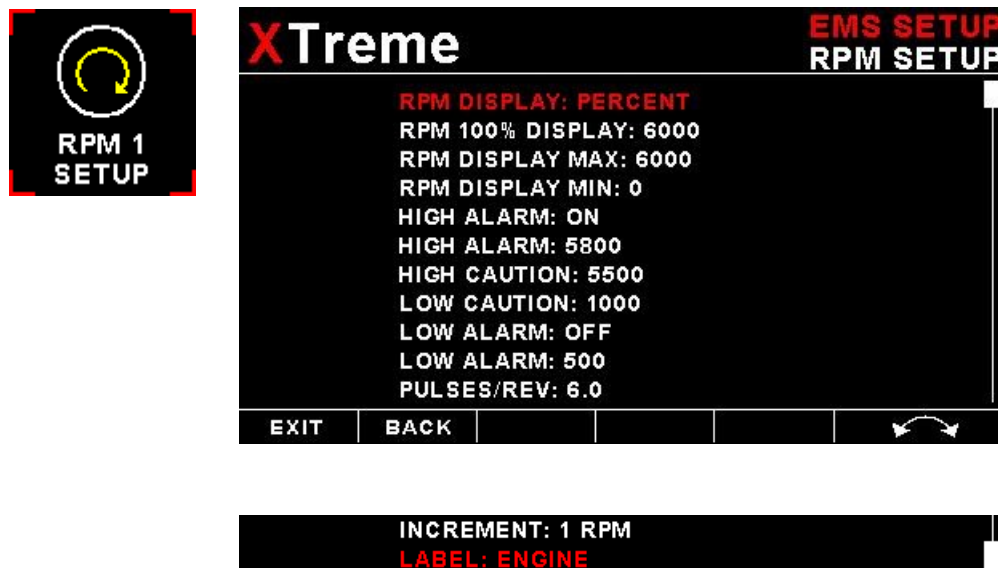 RPM 1
SETUP
XTreme
EMS SETUP
RPM SETUP
RPM DISPLAY: PERCENT
RPM 100% DISPLAY: 6000
RPM DISPLAY MAX: 6000
RPM DISPLAY MIN: 0
HIGH ALARM: ON
HIGH ALARM: 5800
HIGH CAUTION: 5500
LOW CAUTION: 1000
LOW ALARM: OFF
LOW ALARM: 500
PULSES/REV: 6.0
EXIT BACK
INCREMENT: 1 RPM
LABEL: ENGINE